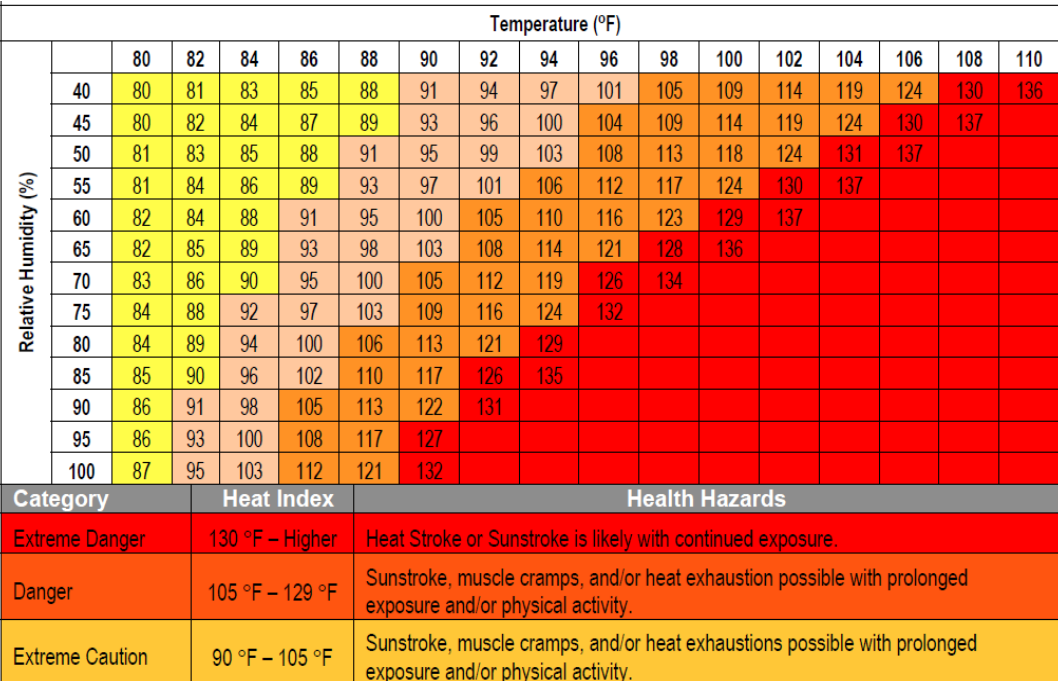 Temperature (°F)
80 82 84 86 88 90 92 94 96 98 100 102 104 106 108 110
Relative Humidity (%)
40 80 81 83 85 88 91 94 97 101 105 109 114 119 124 130 136
45 80 82 84 87 89 93 96 100 104 109 114 119 124 130 137
50 81 83 85 88 91 95 99 103 108 113 118 124 131 137
55 81 84 86 89 93 97 101 106 112 117 124 130 137
60 82 84 88 91 95 100 105 110 116 123 129 137
65 82 85 89 93 98 103 108 114 121 128 136
70 83 86 90 95 100 105 112 119 126 134
75 84 88 92 97 103 109 116 124 132
80 84 89 94 100 106 113 121 129
85 85 90 96 102 110 117 126 135
90 86 91 98 105 113 122 131
95 86 93 100 108 117 127
100 87 95 103 112 121 132
Category Heat Index Health Hazards
Extreme Danger 130 °F – Higher Heat Stroke or Sunstroke is likely with continued exposure.
Danger 105 °F – 129 °F Sunstroke, muscle cramps, and/or heat exhaustion possible with prolonged
exposure and/or physical activity.
Extreme Caution 90 °F – 105 °F Sunstroke, muscle cramps, and/or heat exhaustions possible with prolonged
exposure and/or physical activity.